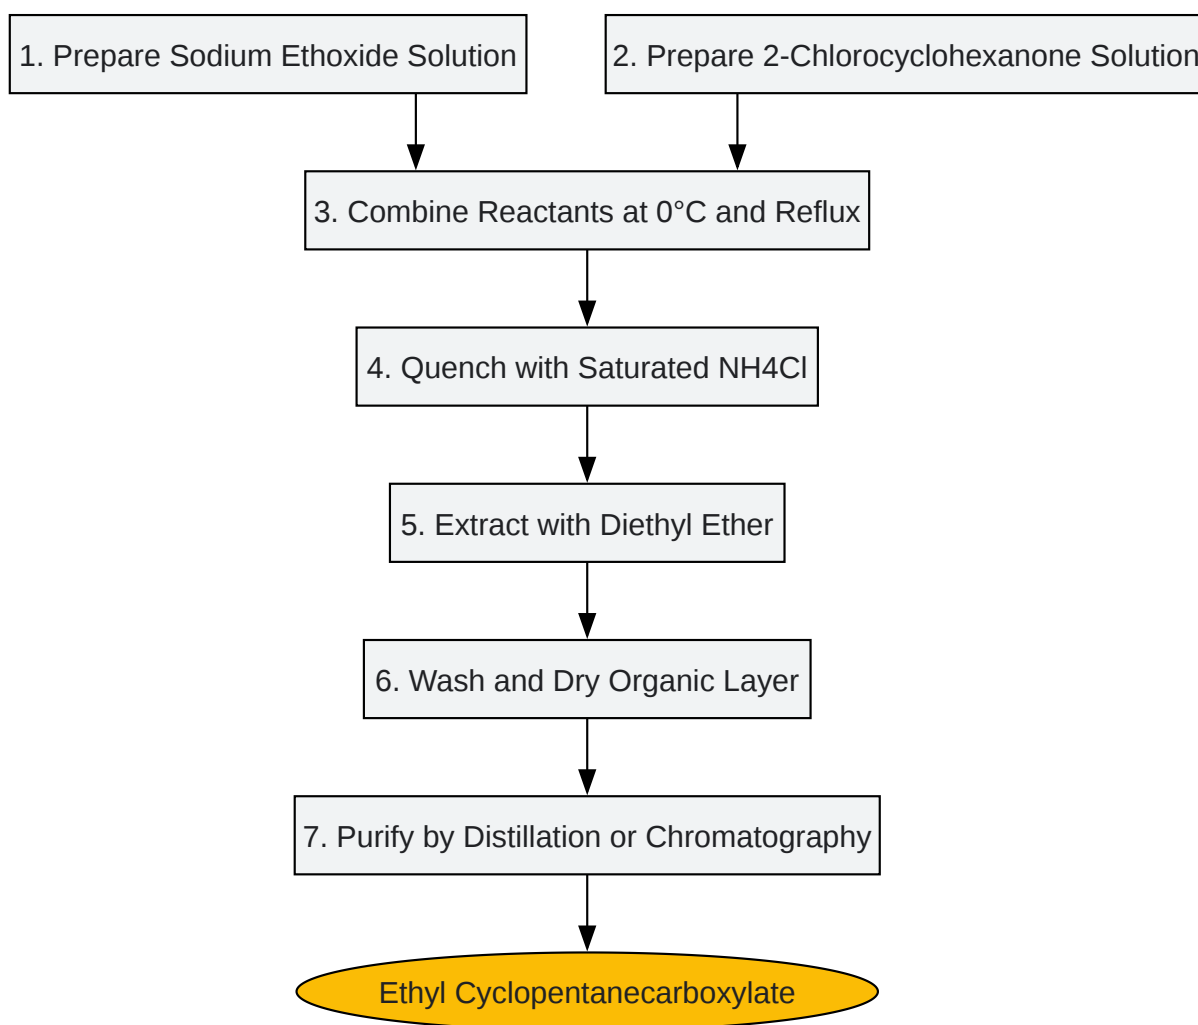 1. Prepare Sodium Ethoxide Solution
2. Prepare 2-Chlorocyclohexanone Solution
3. Combine Reactants at 0°C and Reflux
4. Quench with Saturated NH4Cl
5. Extract with Diethyl Ether
6. Wash and Dry Organic Layer
7. Purify by Distillation or Chromatography
Ethyl Cyclopentanecarboxylate